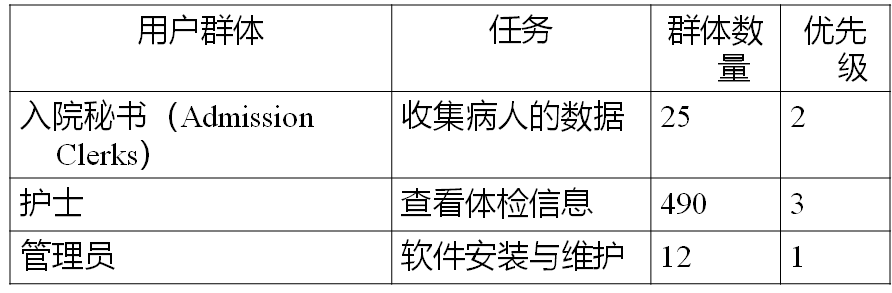 用户群体 任务 群体数 优先
量 级
入院秘书（Admission 收集病人的数据 25 2
Clerks）
护士 查看体检信息 490 3
管理员 软件安装与维护 12 1